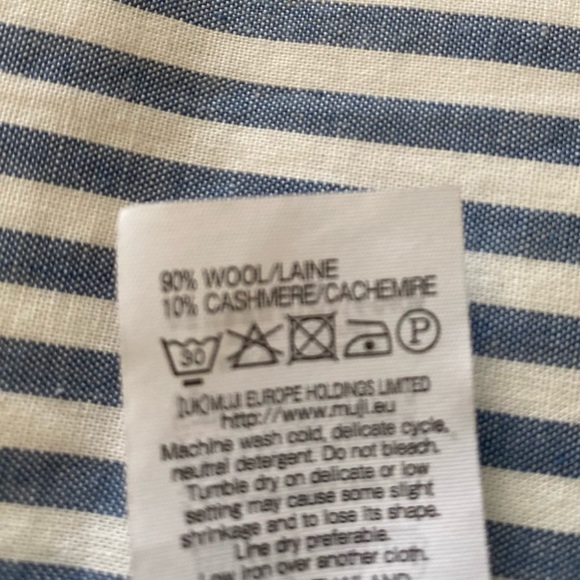 90% WOOL/LAINE
10% CASHMERE/CACHEMIRE
30 P
[UK]MUJI EUROPE HOLDINGS LIMITED
http://www.muji.eu
Machine wash cold, delicate cycle,
neutral detergent. Do not bleach.
Tumble dry on delicate or low
setting may cause some slight
shrinkage and to lose its shape.
Line dry preferable.
Low iron over another cloth.